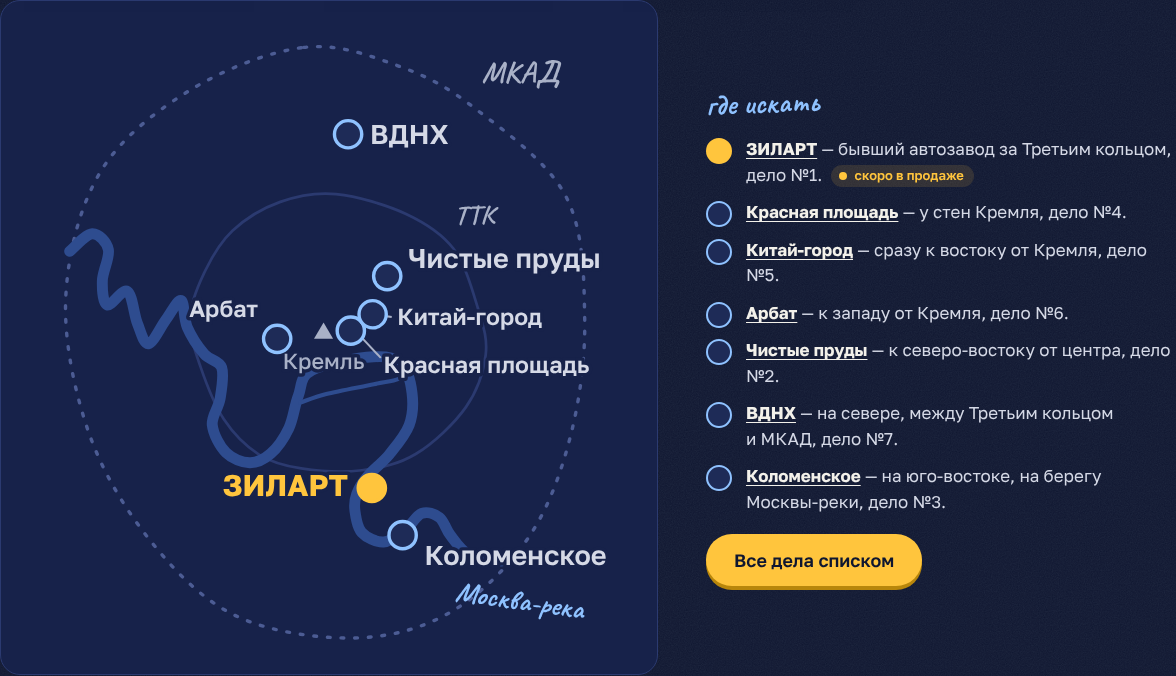 МКАД
ВДНХ
ТТК
Чистые пруды
Арбат
Китай-город
Кремль
Красная площадь
ЗИЛАРТ
Коломенское
Москва-река
где искать
ЗИЛАРТ — бывший автозавод за Третьим кольцом,
дело №1. скоро в продаже
Красная площадь — у стен Кремля, дело №4.
Китай-город — сразу к востоку от Кремля, дело
№5.
Арбат — к западу от Кремля, дело №6.
Чистые пруды — к северо-востоку от центра, дело
№2.
ВДНХ — на севере, между Третьим кольцом
и МКАД, дело №7.
Коломенское — на юго-востоке, на берегу
Москвы-реки, дело №3.
Все дела списком